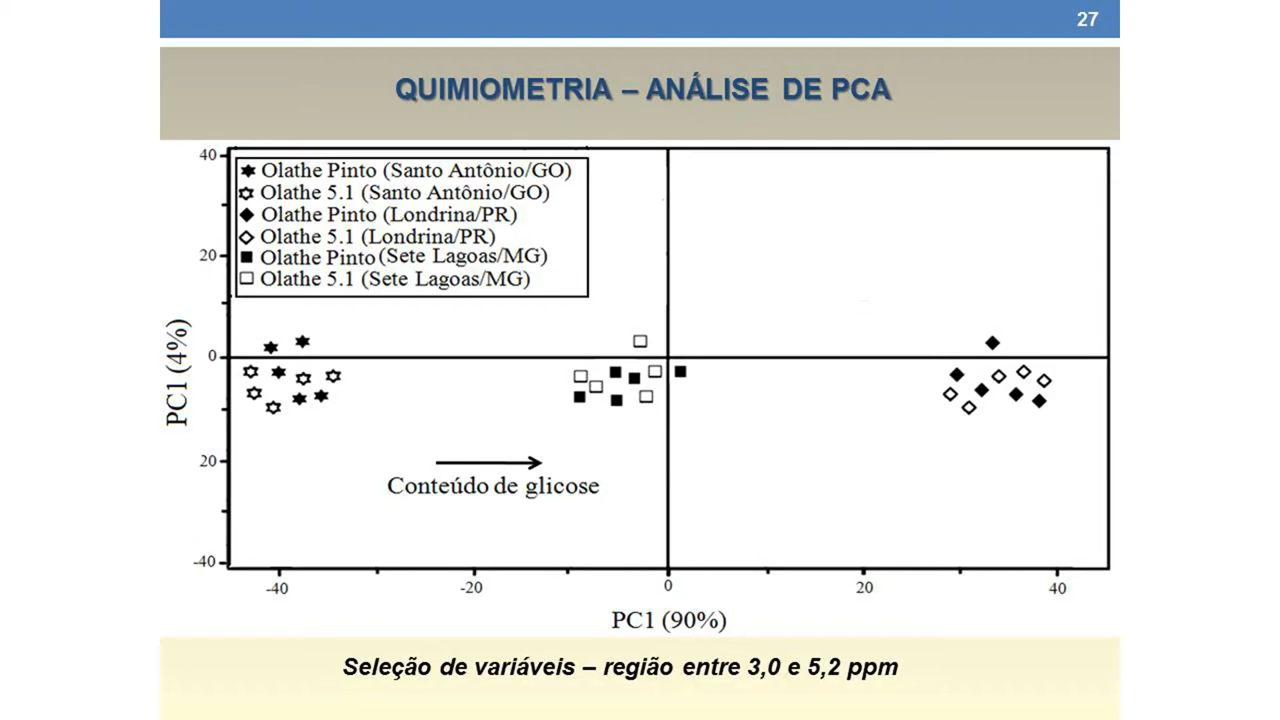 27
QUIMIOMETRIA – ANÁLISE DE PCA
Olathe Pinto (Santo Antônio/GO)
Olathe 5.1 (Santo Antônio/GO)
Olathe Pinto (Londrina/PR)
Olathe 5.1 (Londrina/PR)
Olathe Pinto (Sete Lagoas/MG)
Olathe 5.1 (Sete Lagoas/MG)
40
20
0
20
-40
PC1 (4%)
Conteúdo de glicose
-40 -20 0 20 40
PC1 (90%)
Seleção de variáveis – região entre 3,0 e 5,2 ppm